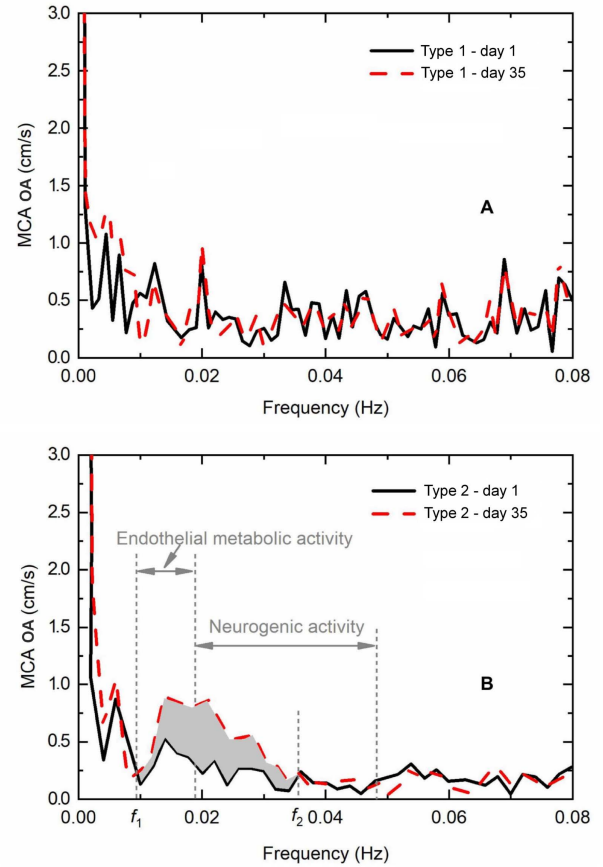 3.0
2.5
2.0
1.5
1.0
0.5
0.0
MCA OA (cm/s)
Type 1 - day 1
Type 1 - day 35
A
0.00 0.02 0.04 0.06 0.08
Frequency (Hz)
3.0
2.5
2.0
1.5
1.0
0.5
0.0
MCA OA (cm/s)
Type 2 - day 1
Type 2 - day 35
Endothelial metabolic activity
Neurogenic activity
B
0.00 f1 0.02 f2 0.04 0.06 0.08
Frequency (Hz)